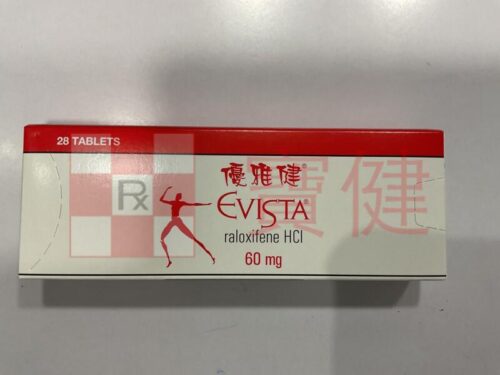 28 TABLETS
優雅健®
EVISTA®
raloxifene HCl
60 mg
Rx
寶健